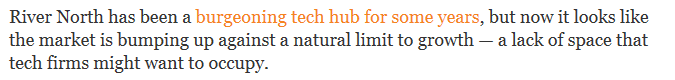 River North has been a burgeoning tech hub for some years, but now it looks like
the market is bumping up against a natural limit to growth — a lack of space that
tech firms might want to occupy.